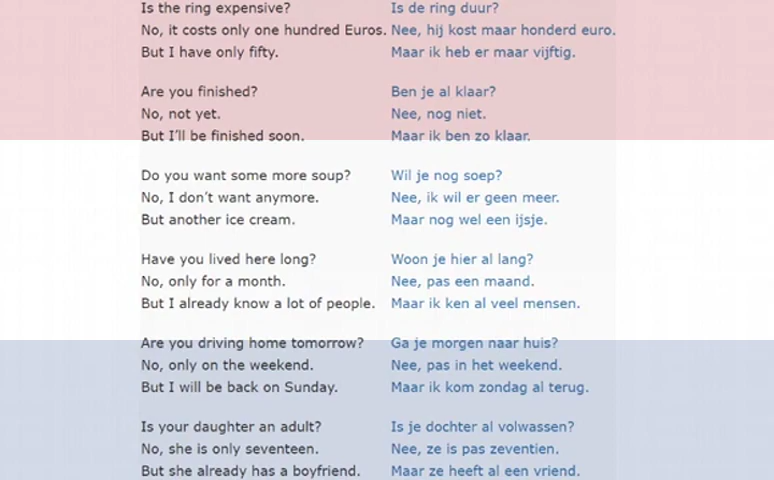 Is the ring expensive? Is de ring duur?
No, it costs only one hundred Euros. Nee, hij kost maar honderd euro.
But I have only fifty. Maar ik heb er maar vijftig.
Are you finished? Ben je al klaar?
No, not yet. Nee, nog niet.
But I'll be finished soon. Maar ik ben zo klaar.
Do you want some more soup? Wil je nog soep?
No, I don't want anymore. Nee, ik wil er geen meer.
But another ice cream. Maar nog wel een ijsje.
Have you lived here long? Woon je hier al lang?
No, only for a month. Nee, pas een maand.
But I already know a lot of people. Maar ik ken al veel mensen.
Are you driving home tomorrow? Ga je morgen naar huis?
No, only on the weekend. Nee, pas in het weekend.
But I will be back on Sunday. Maar ik kom zondag al terug.
Is your daughter an adult? Is je dochter al volwassen?
No, she is only seventeen. Nee, ze is pas zeventien.
But she already has a boyfriend. Maar ze heeft al een vriend.